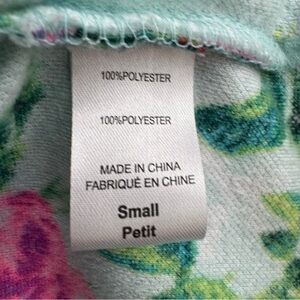 100%POLYESTER
100%POLYESTER
MADE IN CHINA
FABRIQUÉ EN CHINE
Small
Petit